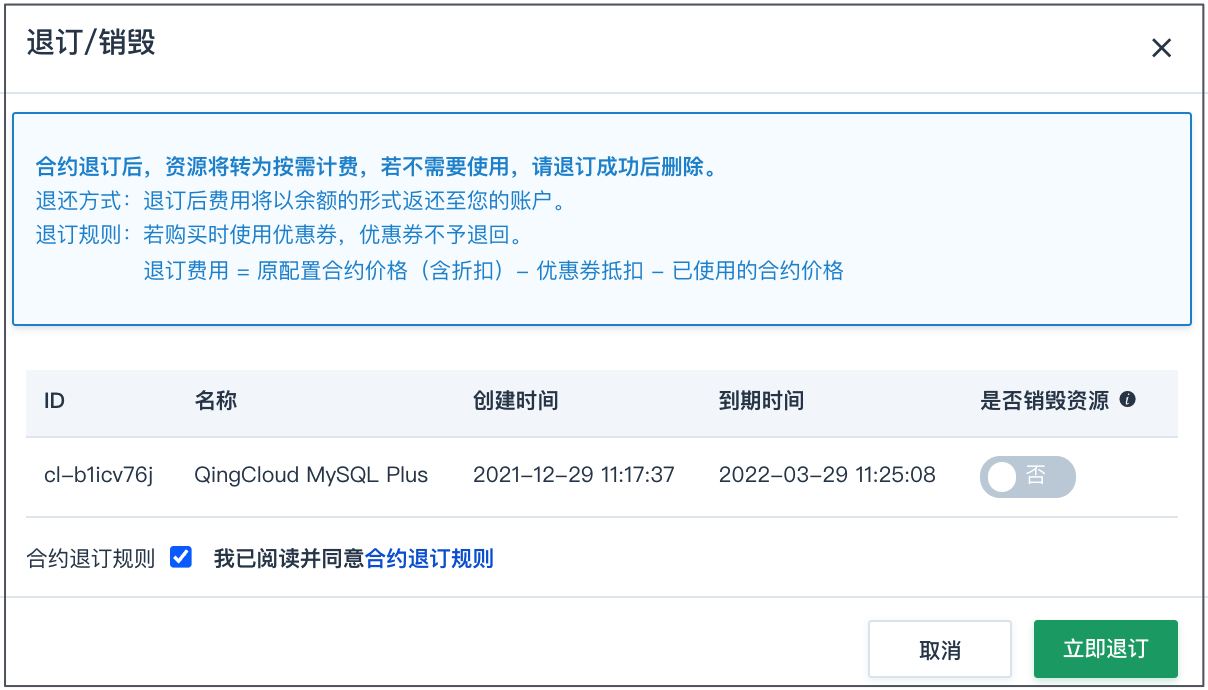 退订/销毁
合约退订后，资源将转为按需计费，若不需要使用，请退订成功后删除。
退还方式：退订后费用将以余额的形式返还至您的账户。
退订规则：若购买时使用优惠券，优惠券不予退回。
退订费用 = 原配置合约价格（含折扣）- 优惠券抵扣 - 已使用的合约价格
ID 名称 创建时间 到期时间 是否销毁资源
cl-b1icv76j QingCloud MySQL Plus 2021-12-29 11:17:37 2022-03-29 11:25:08 否
合约退订规则 我已阅读并同意合约退订规则
取消 立即退订